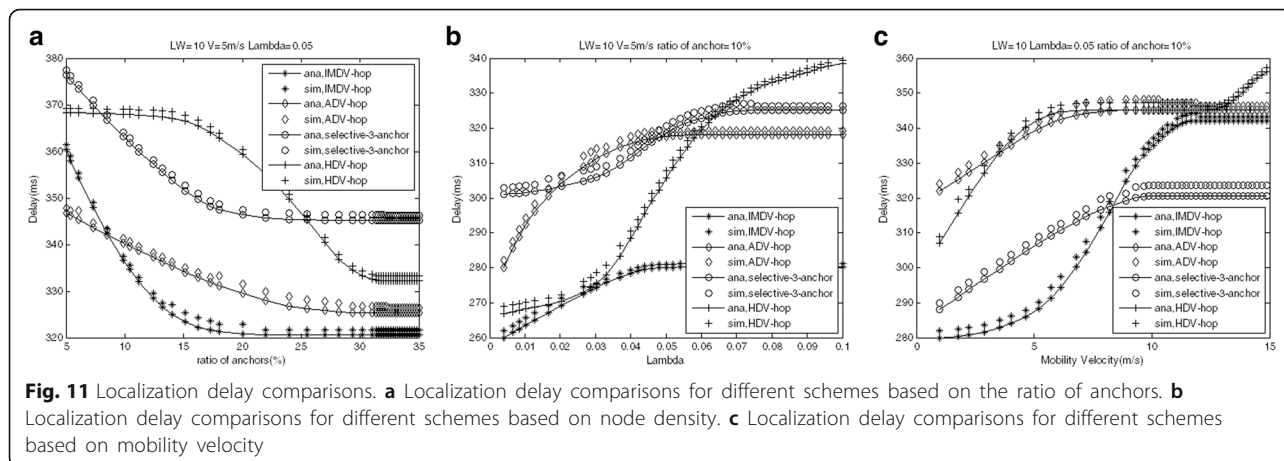 a
LW=10 V=5m/s Lambda=0.05
Delay(ms)
380
370
360
350
340
330
320
5
10
15
20
25
30
35
ratio of anchors(%)
ana,IMDV-hop
sim,IMDV-hop
ana,ADV-hop
sim,ADV-hop
ana,selective-3-anchor
sim,selective-3-anchor
ana,HDV-hop
sim,HDV-hop
b
LW=10 V=5m/s ratio of anchor=10%
Delay(ms)
340
330
320
310
300
290
280
270
260
0
0.01
0.02
0.03
0.04
0.05
0.06
0.07
0.08
0.09
0.1
Lambda
ana,IMDV-hop
sim,IMDV-hop
ana,ADV-hop
sim,ADV-hop
ana,selective-3-anchor
sim,selective-3-anchor
ana,HDV-hop
sim,HDV-hop
c
LW=10 Lambda=0.05 ratio of anchor=10%
Delay(ms)
360
350
340
330
320
310
300
290
280
0
5
10
15
Mobility Velocity(m/s)
ana,IMDV-hop
sim,IMDV-hop
ana,ADV-hop
sim,ADV-hop
ana,selective-3-anchor
sim,selective-3-anchor
ana,HDV-hop
sim,HDV-hop
Fig. 11 Localization delay comparisons. a Localization delay comparisons for different schemes based on the ratio of anchors. b
Localization delay comparisons for different schemes based on node density. c Localization delay comparisons for different schemes
based on mobility velocity